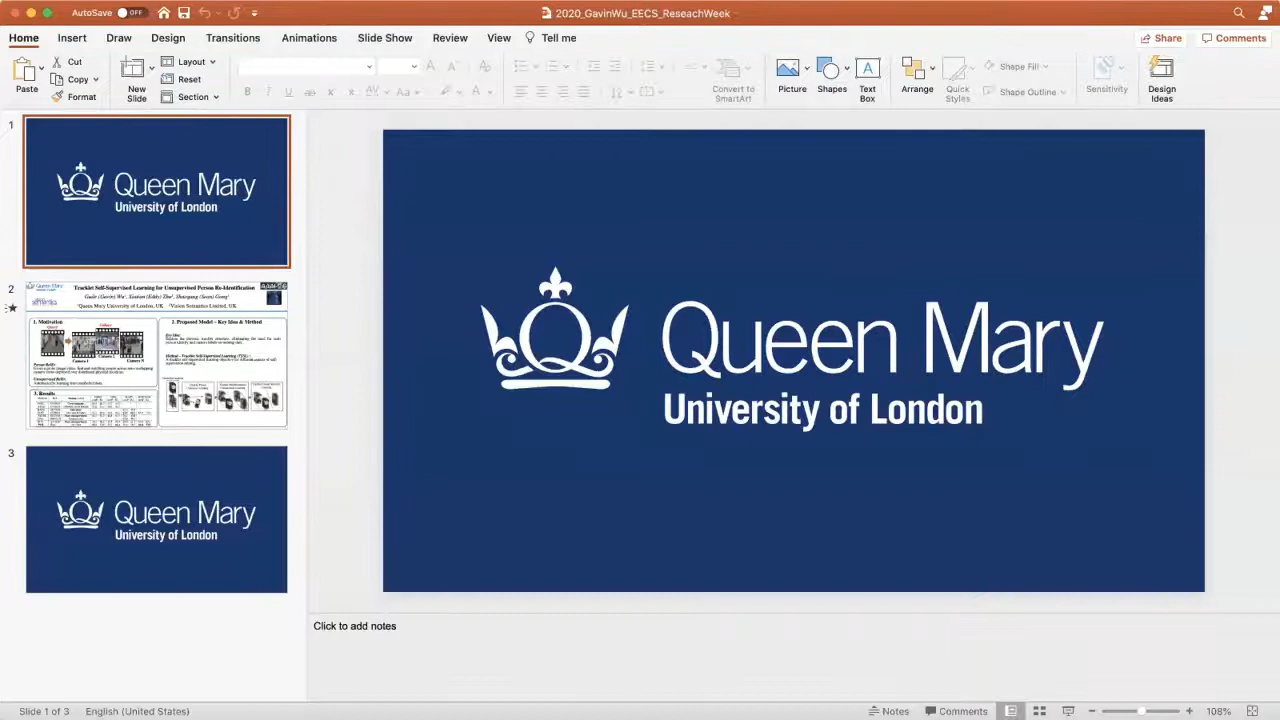 AutoSave OFF
2020_GavinWu_EECS_ReseachWeek
Home Insert Draw Design Transitions Animations Slide Show Review View Tell me
Share Comments
Paste
Cut
Copy
Format
New Slide
Layout
Reset
Section
Convert to SmartArt
Picture
Shapes
Text Box
Arrange
Quick Styles
Shape Fill
Shape Outline
Sensitivity
Design Ideas
1
Queen Mary
University of London
2
Tracklet Self-Supervised Learning for Unsupervised Person Re-Identification
1. Motivation
2. Proposed Model – Key Idea & Method
3. Results
3
Queen Mary
University of London
Queen Mary
University of London
Click to add notes
Slide 1 of 3
English (United States)
Notes
Comments
108%